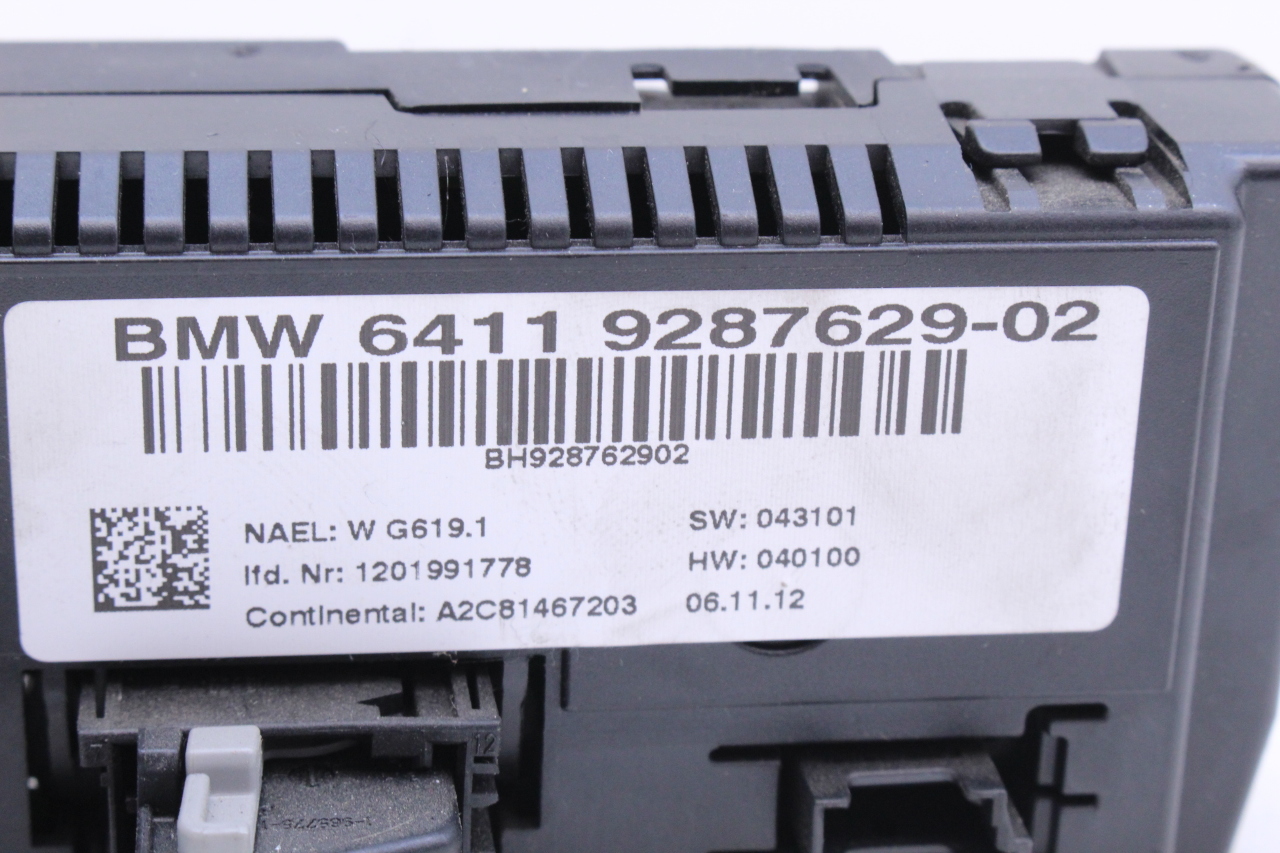 BMW 6411 9287629-02
BH928762902
NAEL: W G619.1
SW: 043101
lfd. Nr: 1201991778
HW: 040100
Continental: A2C81467203
06.11.12
12